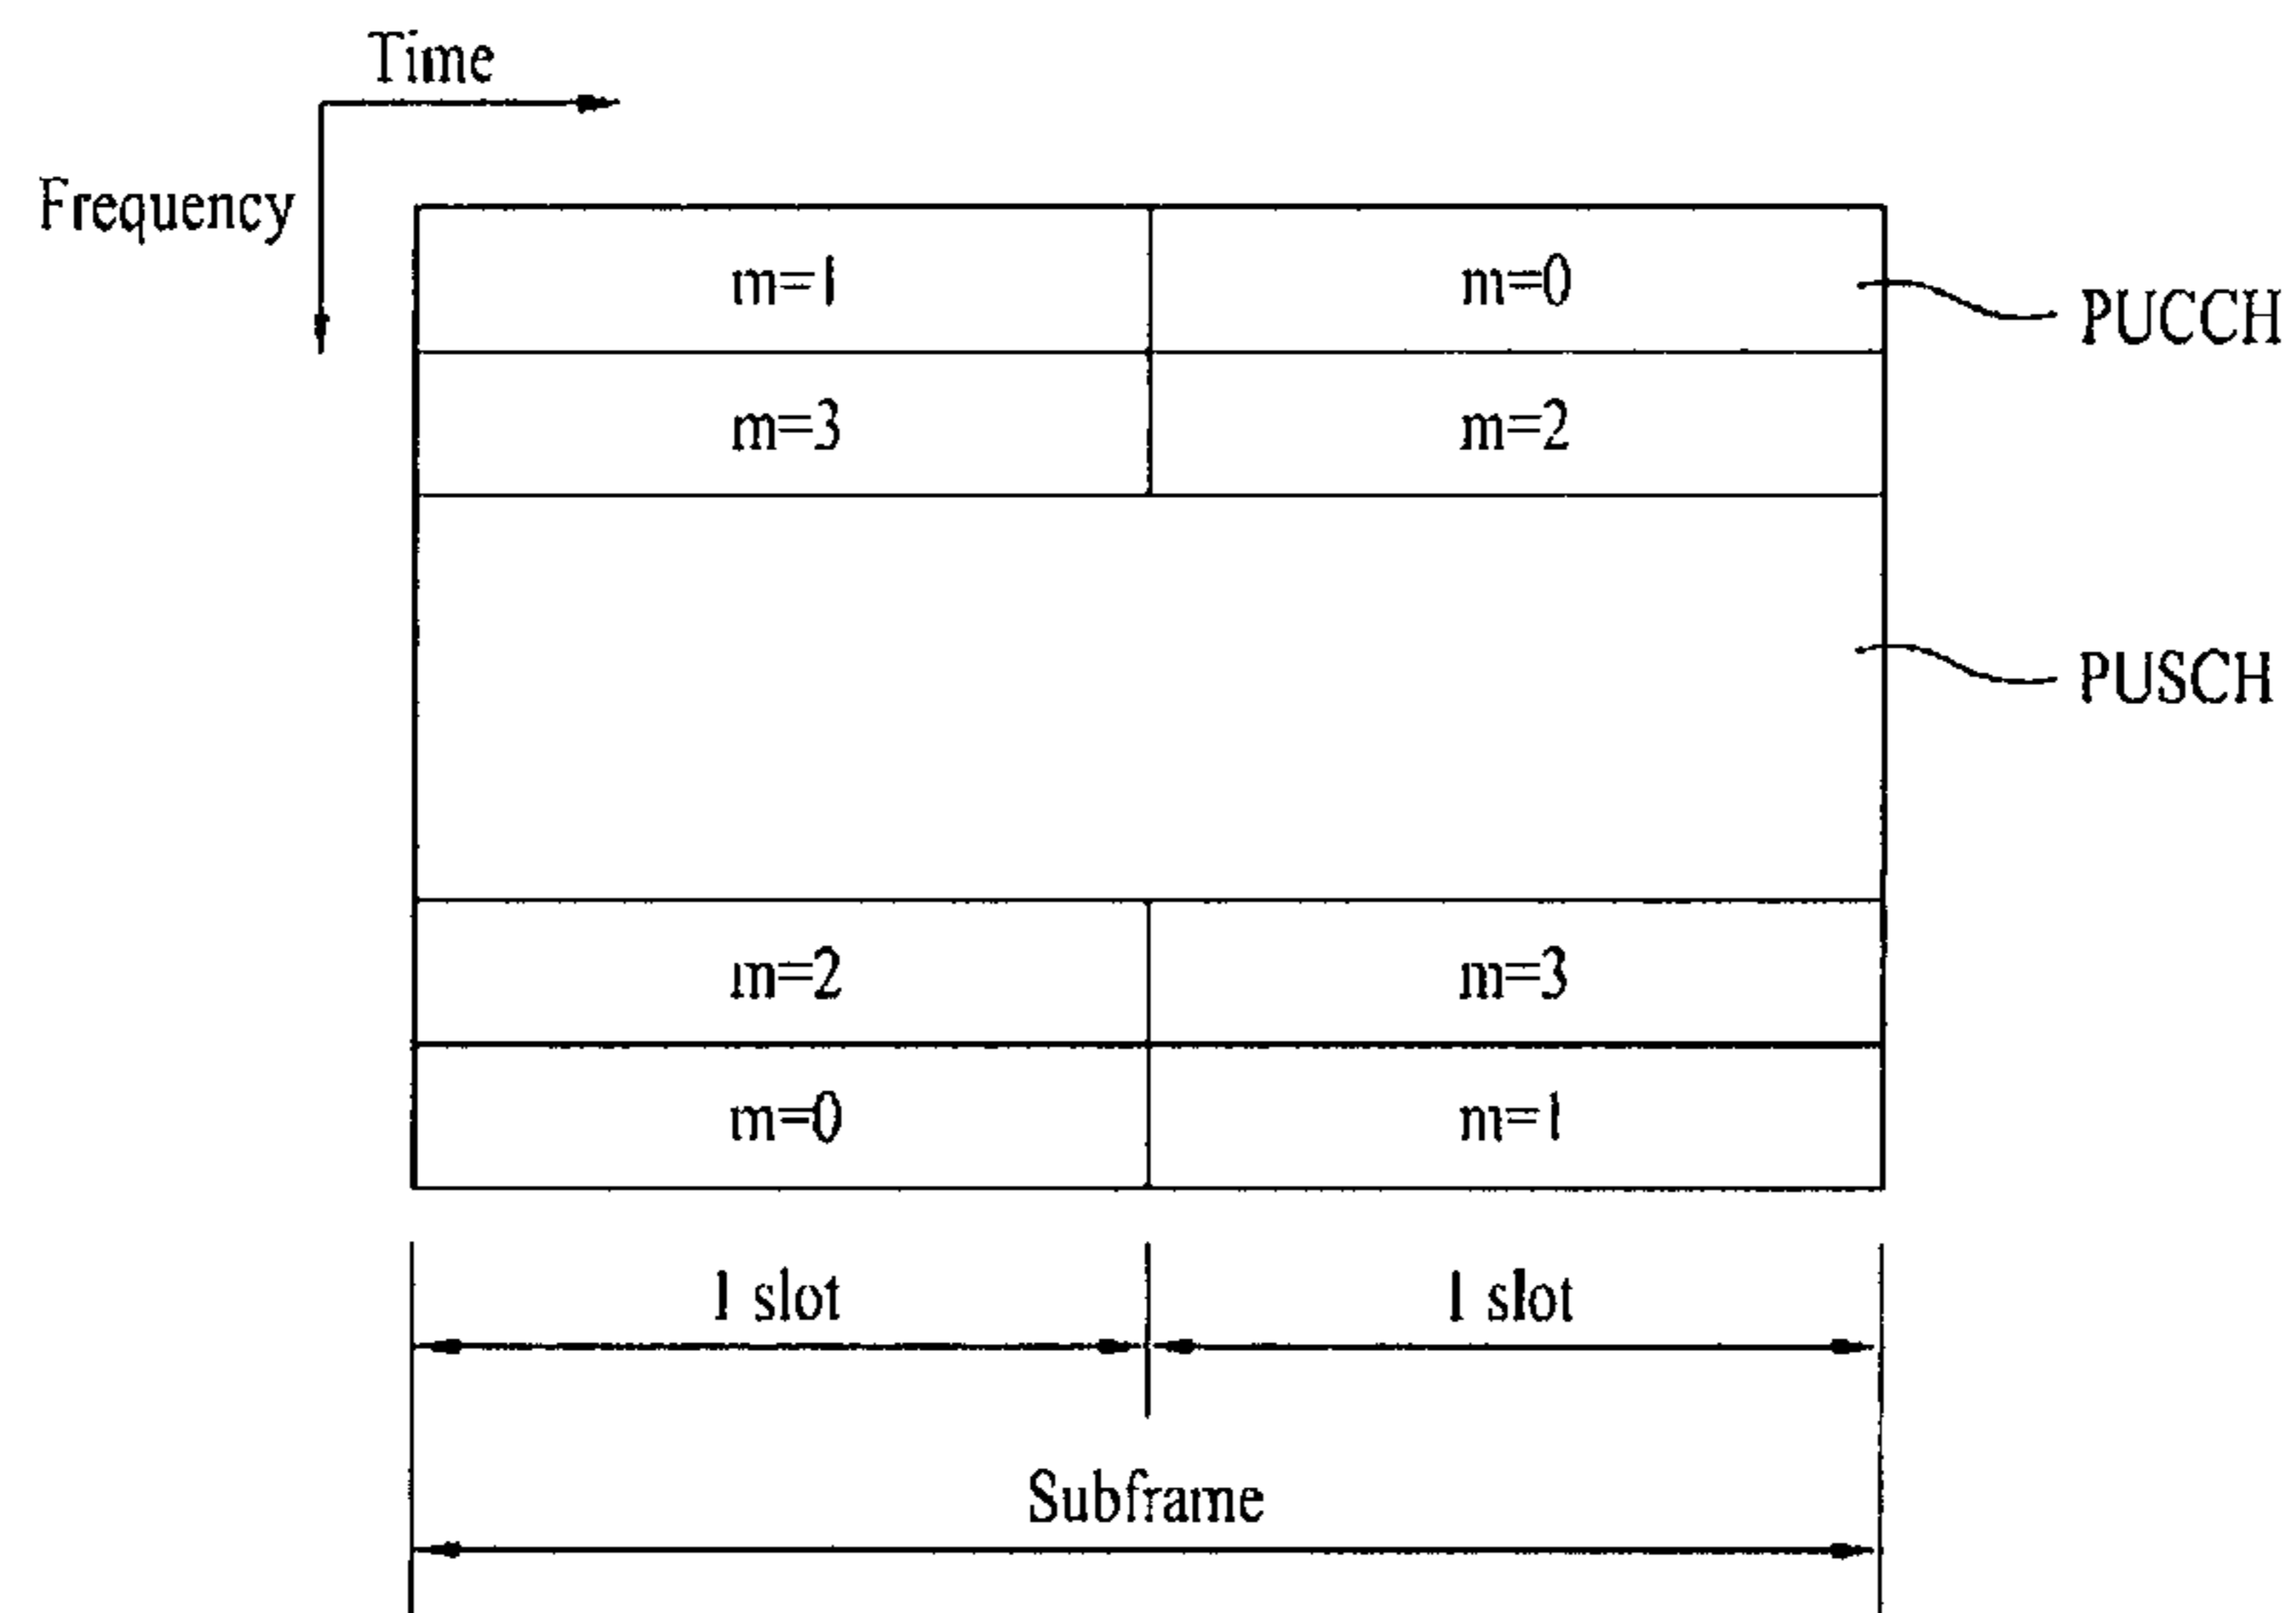 Time
Frequency
m=1 m=0
PUCCH
m=3 m=2
PUSCH
m=2 m=3
m=0 m=1
1 slot 1 slot
Subframe